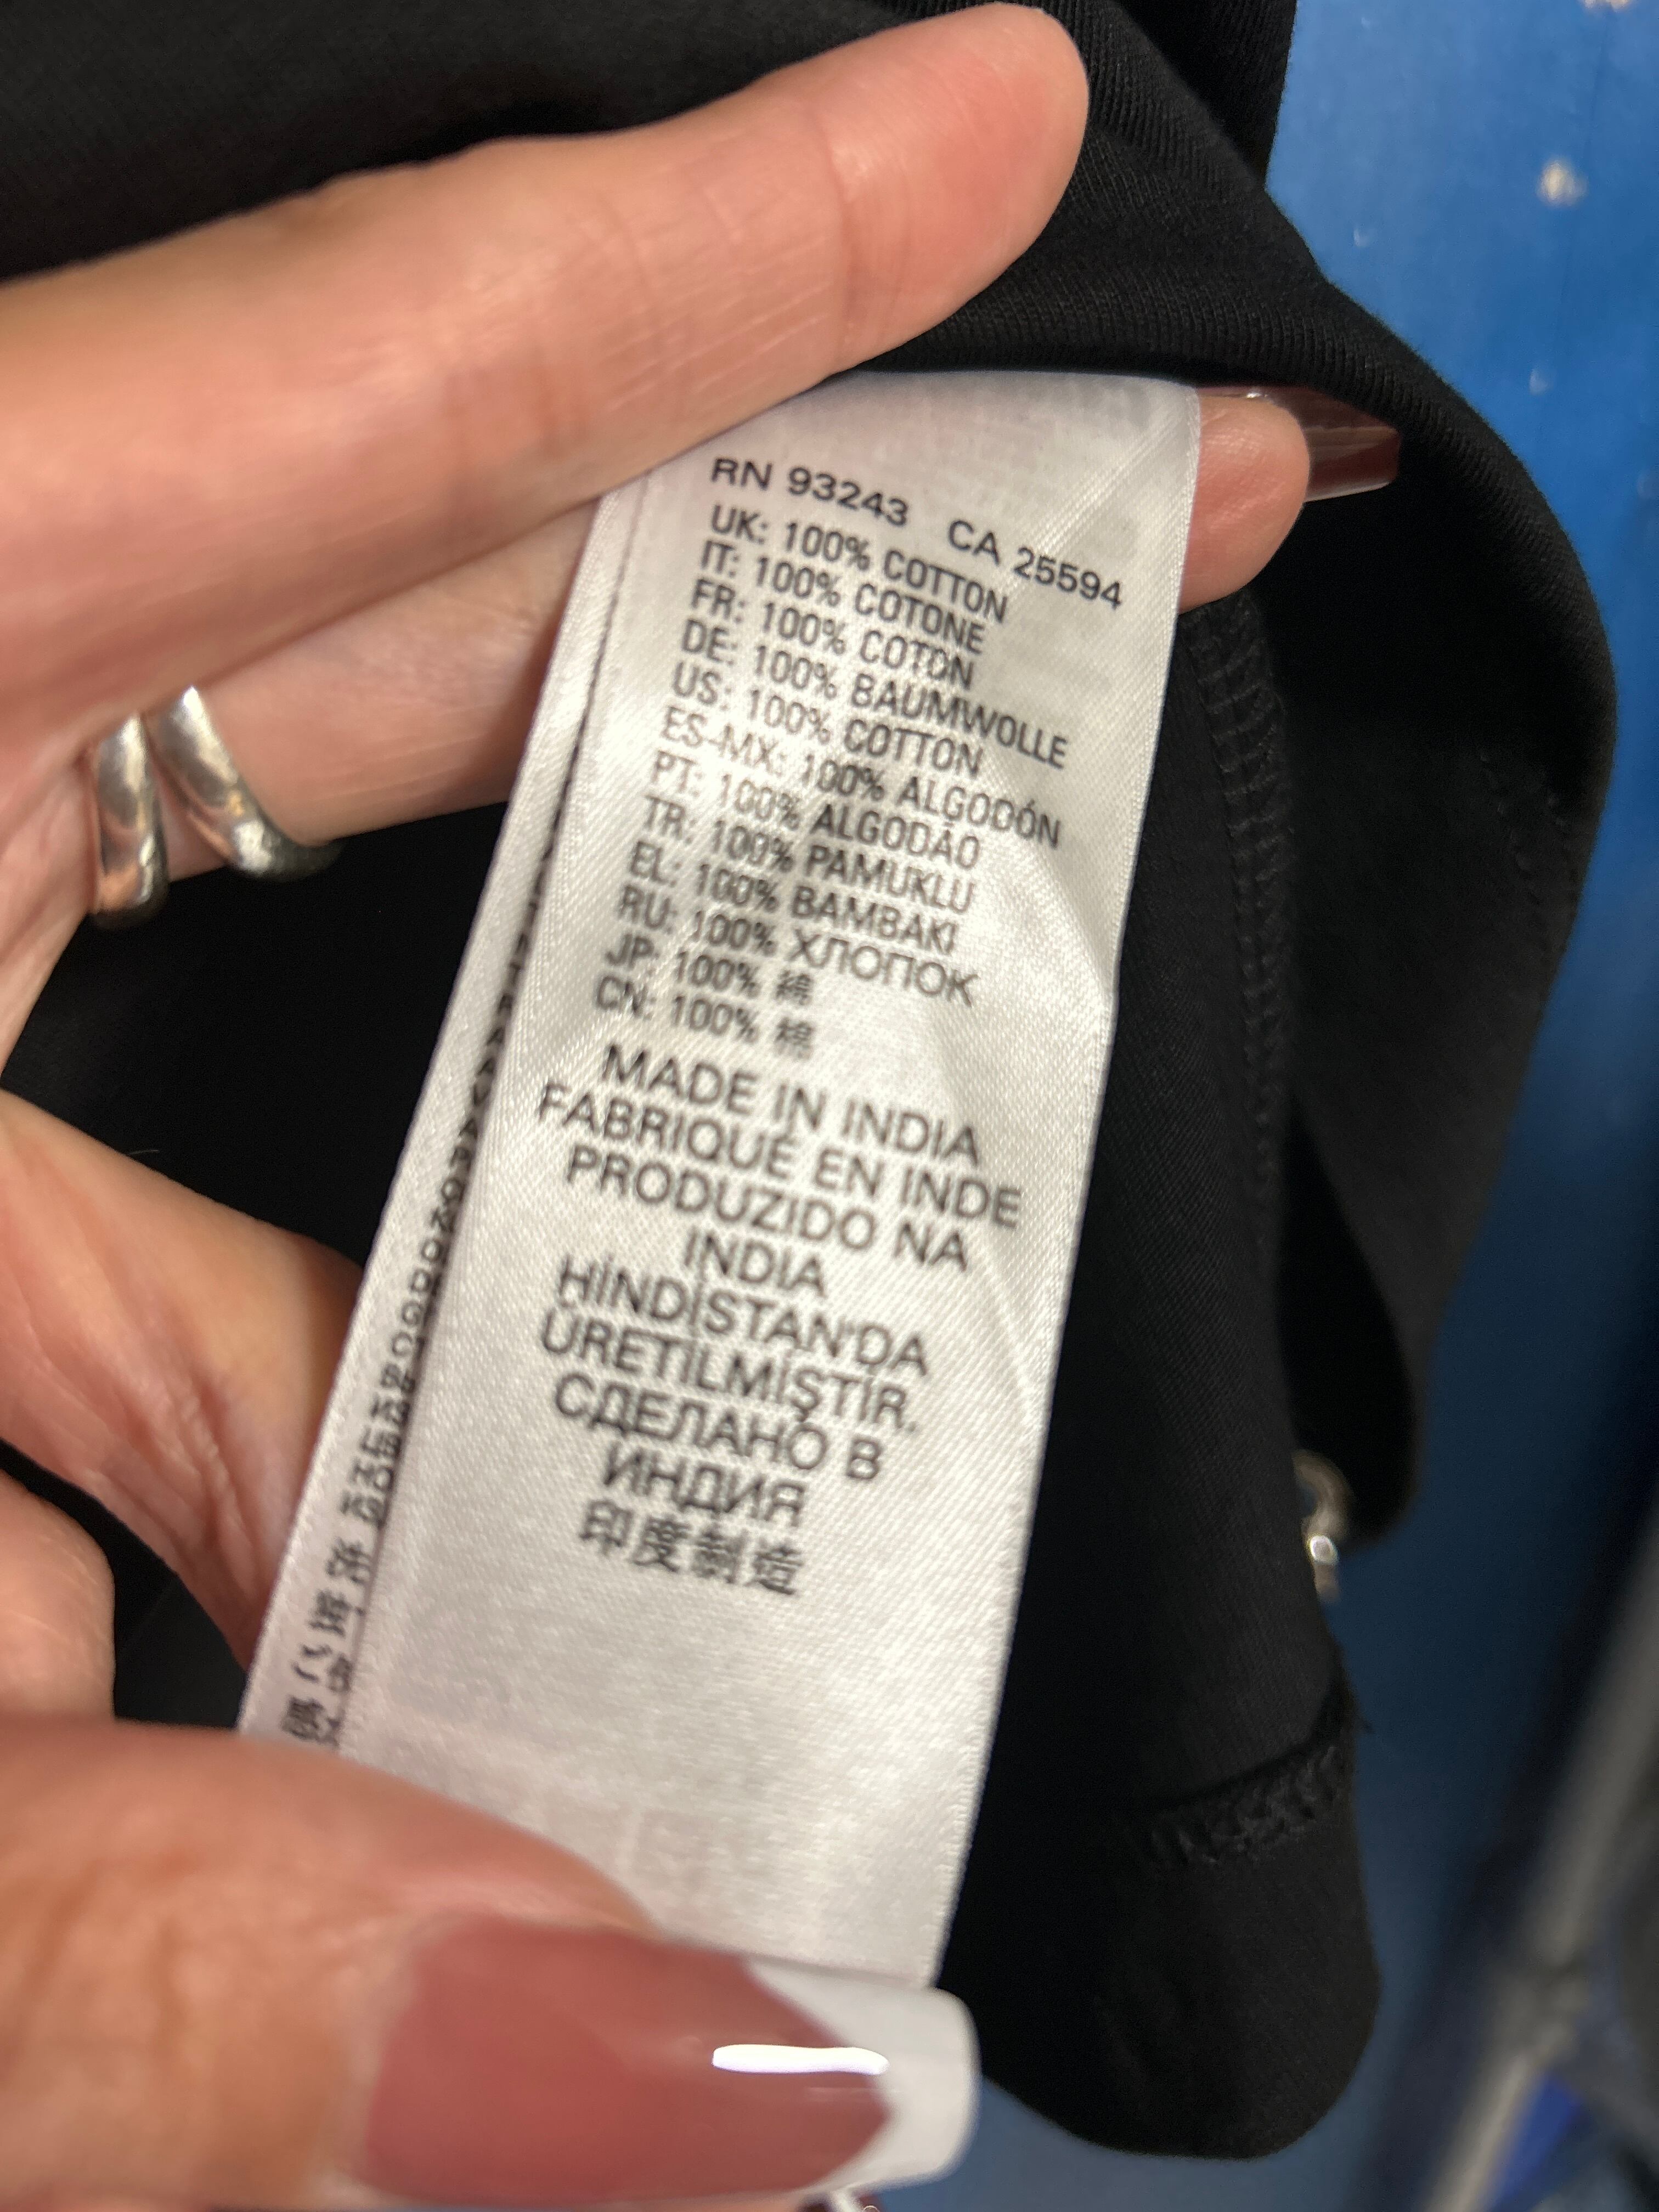 RN 93243 CA 25594
UK: 100% COTTON
IT: 100% COTONE
FR: 100% COTON
DE: 100% BAUMWOLLE
US: 100% COTTON
ES-MX: 100% ALGODÓN
PT: 100% ALGODÃO
TR: 100% PAMUKLU
EL: 100% BAMBAKI
RU: 100% ХЛОПОК
JP: 100% 綿
CN: 100% 棉
MADE IN INDIA
FABRIQUÉ EN INDE
PRODUZIDO NA
INDIA
HİNDİSTAN'DA
ÜRETİLMİŞTİR.
СДЕЛАНО В
ИНДИЯ
印度制造